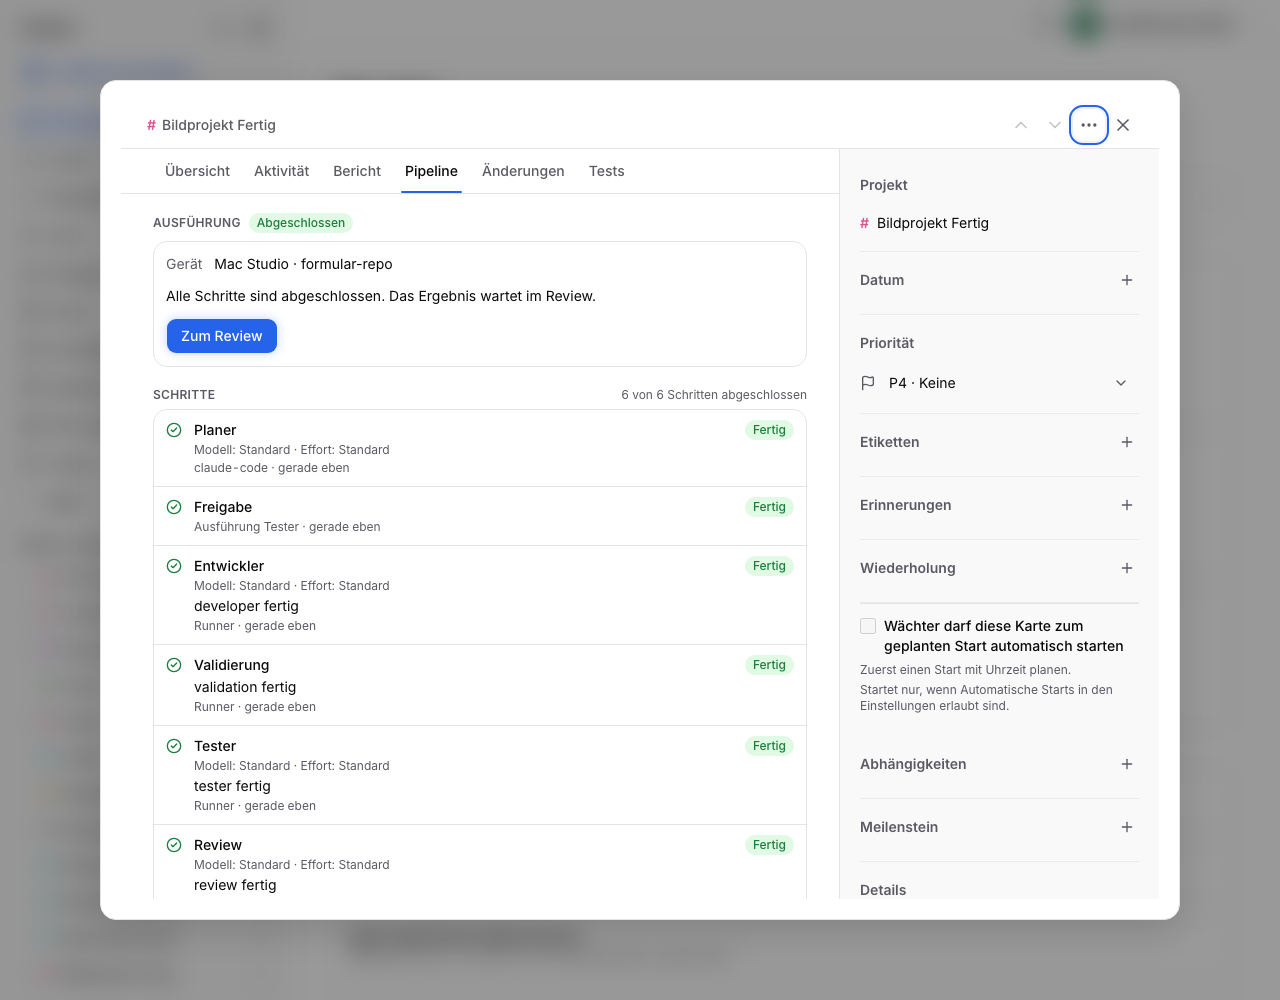 # Bildprojekt Fertig
Übersicht Aktivität Bericht Pipeline Änderungen Tests
AUSFÜHRUNG Abgeschlossen
Gerät Mac Studio · formular-repo
Alle Schritte sind abgeschlossen. Das Ergebnis wartet im Review.
Zum Review
SCHRITTE 6 von 6 Schritten abgeschlossen
Planer Fertig
Modell: Standard · Effort: Standard
claude-code · gerade eben
Freigabe Fertig
Ausführung Tester · gerade eben
Entwickler Fertig
Modell: Standard · Effort: Standard
developer fertig
Runner · gerade eben
Validierung Fertig
validation fertig
Runner · gerade eben
Tester Fertig
Modell: Standard · Effort: Standard
tester fertig
Runner · gerade eben
Review Fertig
Modell: Standard · Effort: Standard
review fertig
Projekt
# Bildprojekt Fertig
Datum
Priorität
P4 · Keine
Etiketten
Erinnerungen
Wiederholung
Wächter darf diese Karte zum
geplanten Start automatisch starten
Zuerst einen Start mit Uhrzeit planen.
Startet nur, wenn Automatische Starts in den
Einstellungen erlaubt sind.
Abhängigkeiten
Meilenstein
Details